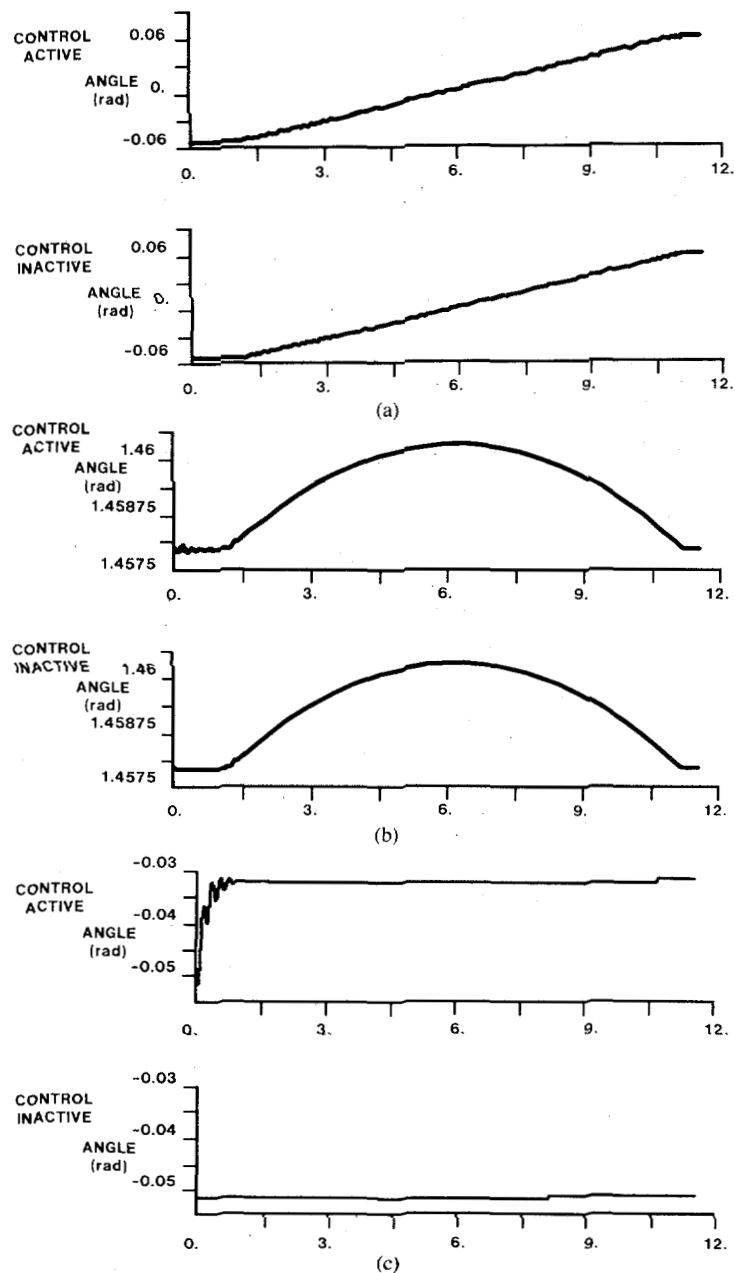 CONTROL
ACTIVE
ANGLE
(rad)
0.06
0.
-0.06
0. 3. 6. 9. 12.
CONTROL
INACTIVE
ANGLE
(rad)
0.06
0.
-0.06
0. 3. 6. 9. 12.
(a)
CONTROL
ACTIVE
ANGLE
(rad)
1.46
1.45875
1.4575
0. 3. 6. 9. 12.
CONTROL
INACTIVE
ANGLE
(rad)
1.46
1.45875
1.4575
0. 3. 6. 9. 12.
(b)
CONTROL
ACTIVE
ANGLE
(rad)
-0.03
-0.04
-0.05
0. 3. 6. 9. 12.
CONTROL
INACTIVE
ANGLE
(rad)
-0.03
-0.04
-0.05
0. 3. 6. 9. 12.
(c)